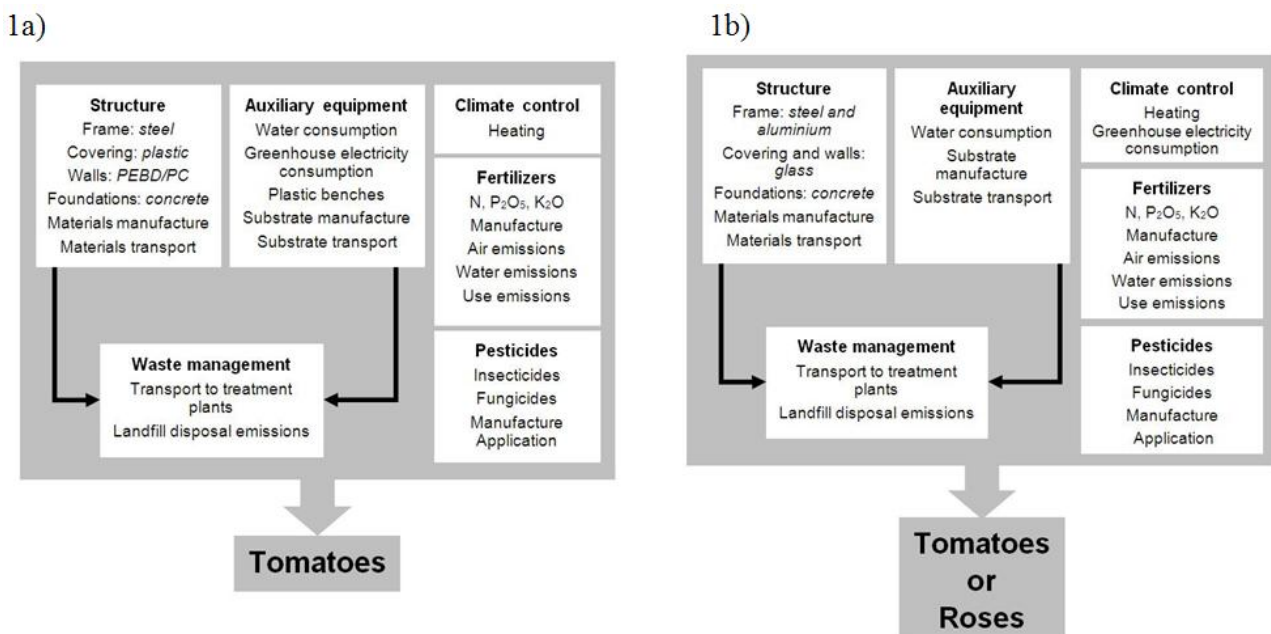 1a)
Structure
Frame: steel
Covering: plastic
Walls: PEBD/PC
Foundations: concrete
Materials manufacture
Materials transport
Auxiliary equipment
Water consumption
Greenhouse electricity
consumption
Plastic benches
Substrate manufacture
Substrate transport
Climate control
Heating
Fertilizers
N, P₂O₅, K₂O
Manufacture
Air emissions
Water emissions
Use emissions
Pesticides
Insecticides
Fungicides
Manufacture
Application
Waste management
Transport to treatment
plants
Landfill disposal emissions
Tomatoes
1b)
Structure
Frame: steel and
aluminium
Covering and walls:
glass
Foundations: concrete
Materials manufacture
Materials transport
Auxiliary
equipment
Water consumption
Substrate
manufacture
Substrate transport
Climate control
Heating
Greenhouse electricity
consumption
Fertilizers
N, P₂O₅, K₂O
Manufacture
Air emissions
Water emissions
Use emissions
Pesticides
Insecticides
Fungicides
Manufacture
Application
Waste management
Transport to treatment
plants
Landfill disposal emissions
Tomatoes
or
Roses